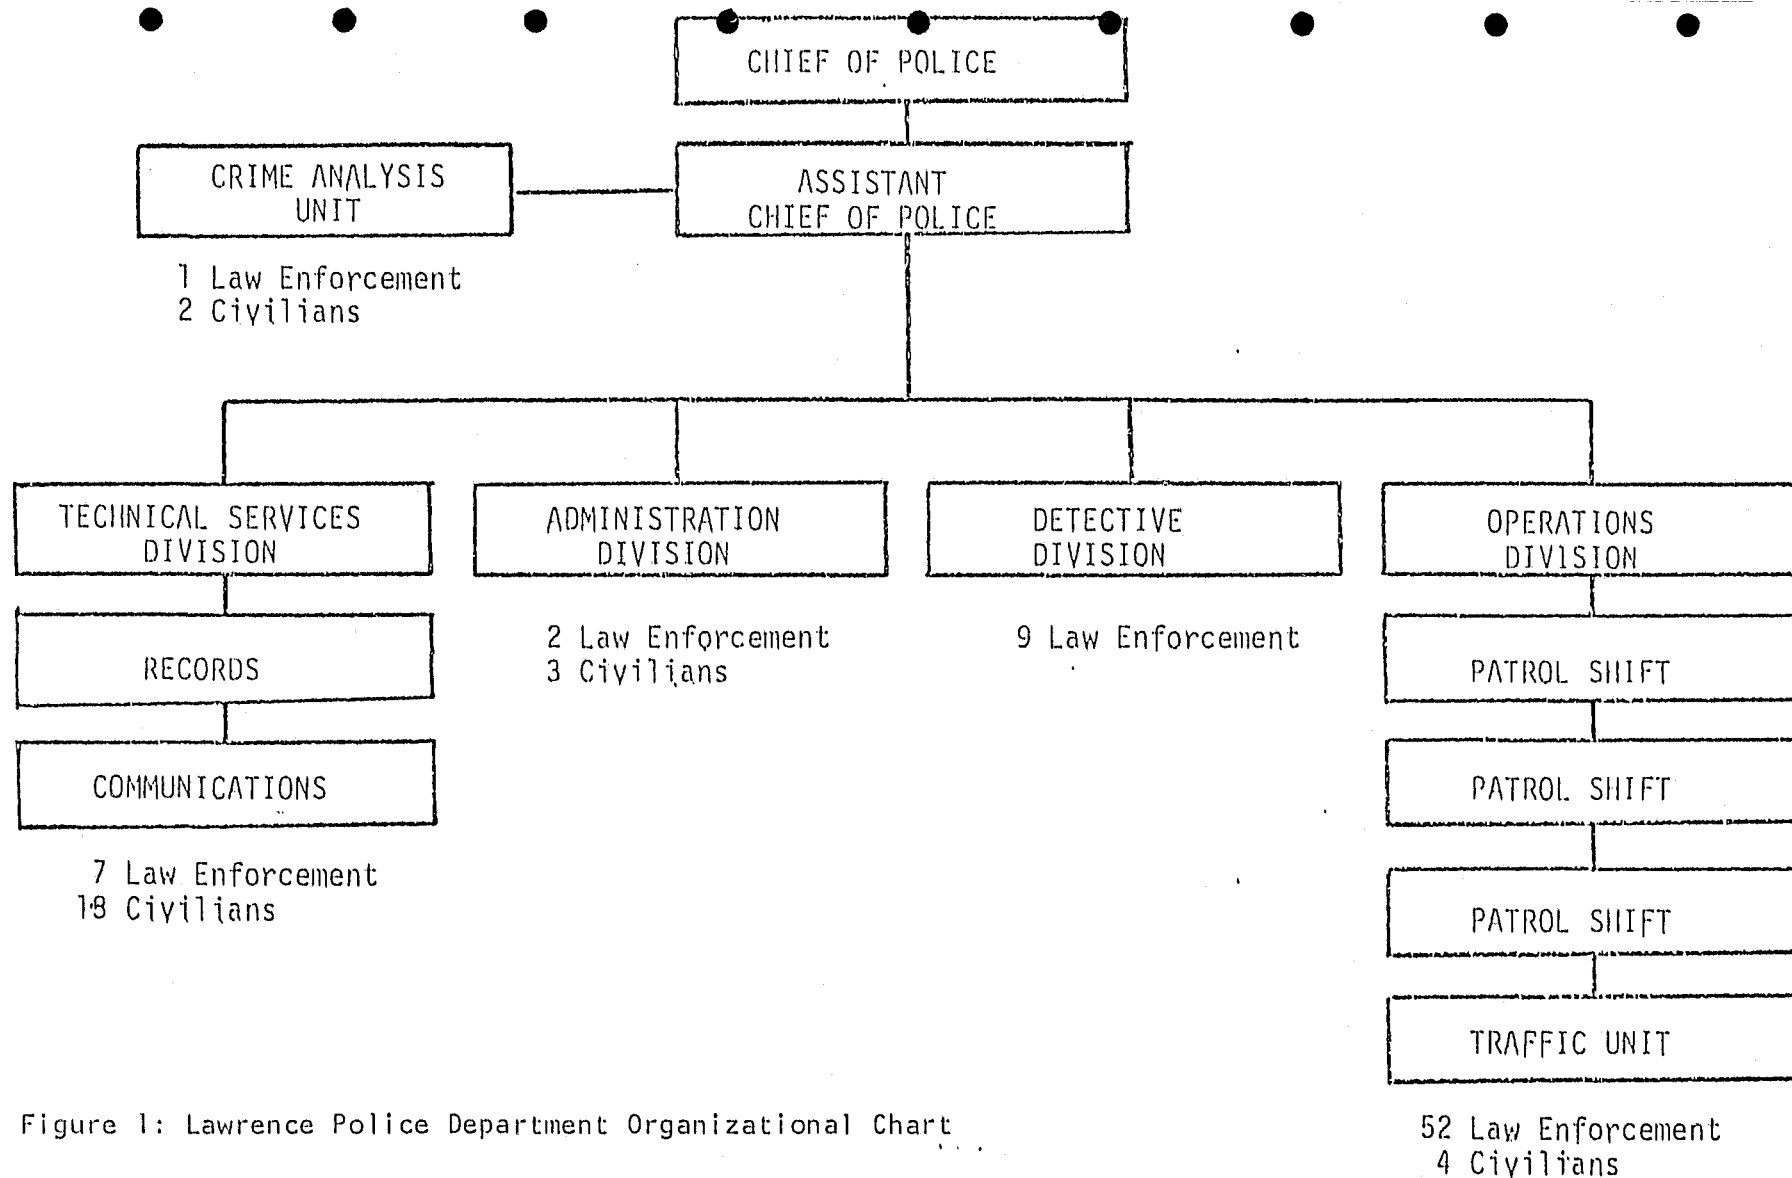 CHIEF OF POLICE
CRIME ANALYSIS
UNIT
ASSISTANT
CHIEF OF POLICE
1 Law Enforcement
2 Civilians
TECHNICAL SERVICES
DIVISION
ADMINISTRATION
DIVISION
DETECTIVE
DIVISION
OPERATIONS
DIVISION
RECORDS
COMMUNICATIONS
7 Law Enforcement
18 Civilians
2 Law Enforcement
3 Civilians
9 Law Enforcement
PATROL SHIFT
PATROL SHIFT
PATROL SHIFT
TRAFFIC UNIT
52 Law Enforcement
4 Civilians
Figure 1: Lawrence Police Department Organizational Chart